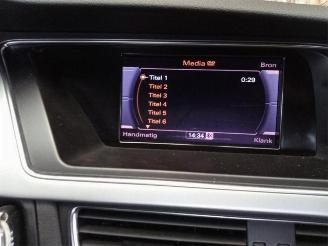 Media
Bron
Titel 1 0:29
Titel 2
Titel 3
Titel 4
Titel 5
Titel 6
Handmatig 14:34 Klank